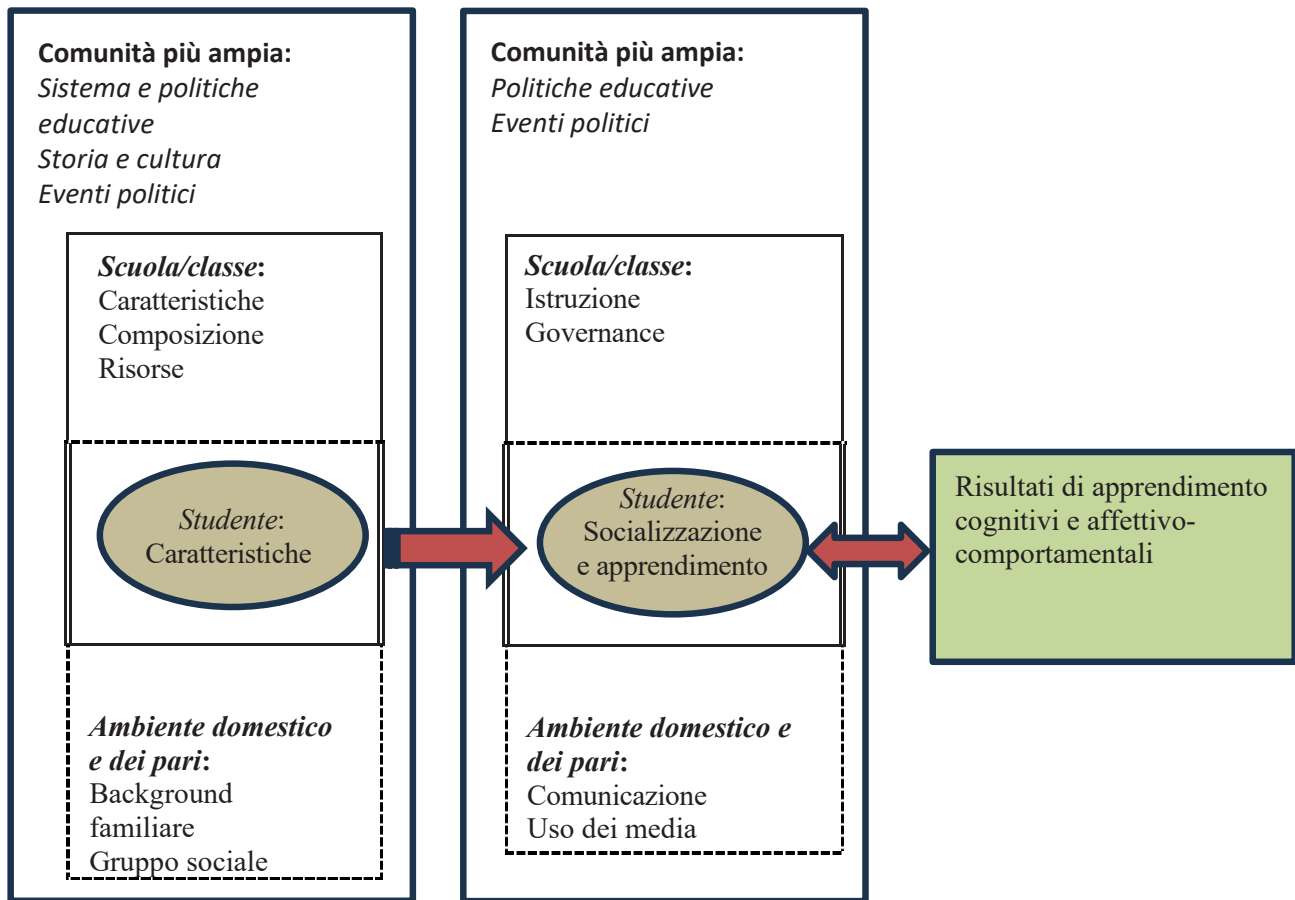 Comunità più ampia:
Sistema e politiche
educative
Storia e cultura
Eventi politici
Scuola/classe:
Caratteristiche
Composizione
Risorse
Studente:
Caratteristiche
Ambiente domestico
e dei pari:
Background
familiare
Gruppo sociale
Comunità più ampia:
Politiche educative
Eventi politici
Scuola/classe:
Istruzione
Governance
Studente:
Socializzazione
e apprendimento
Ambiente domestico e
dei pari:
Comunicazione
Uso dei media
Risultati di apprendimento
cognitivi e affettivo-
comportamentali